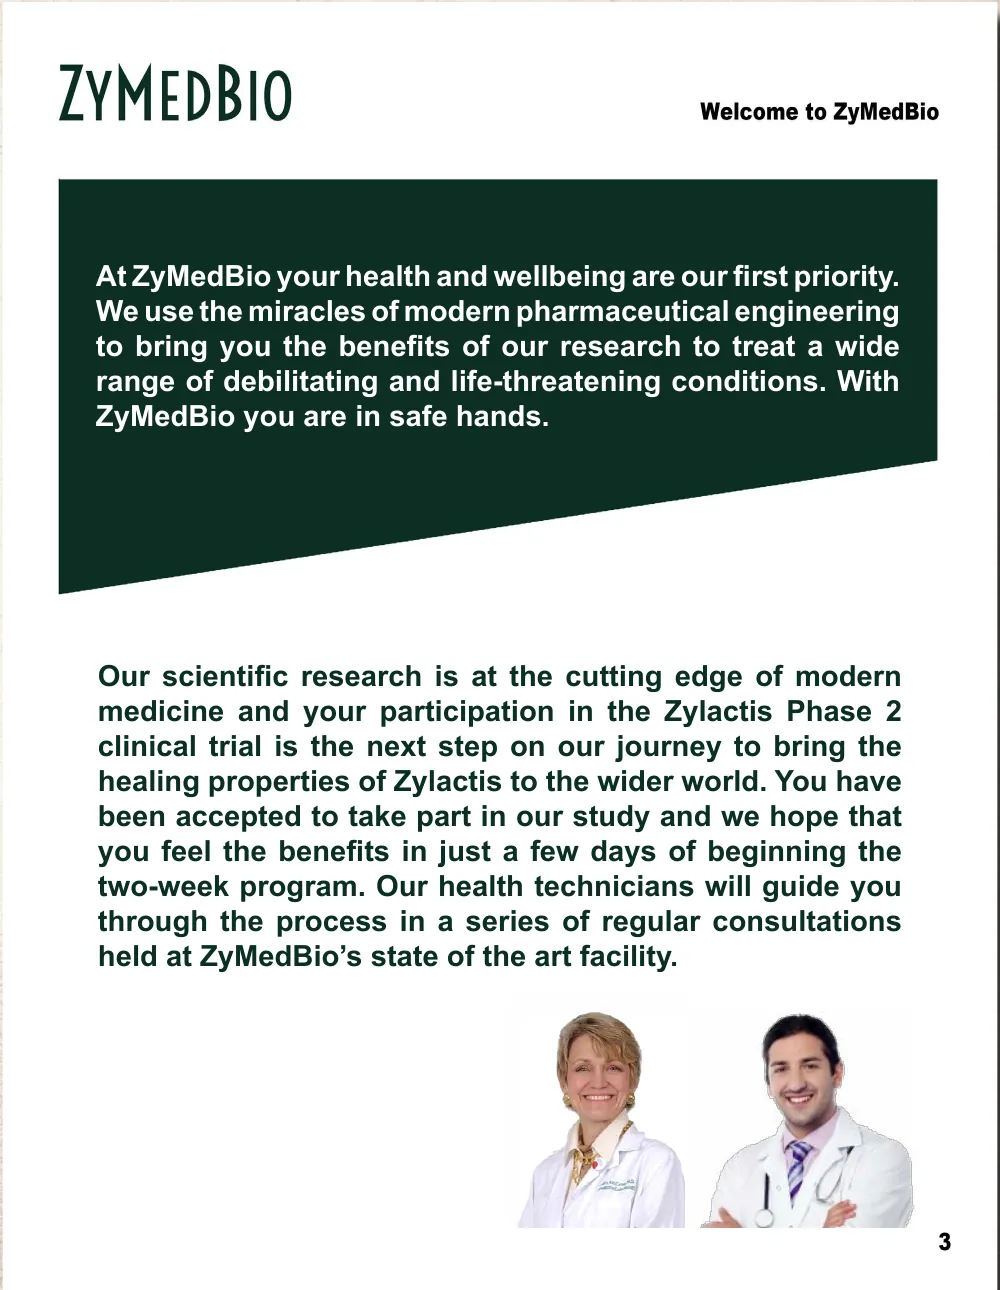 ZYMEDBIO
Welcome to ZyMedBio
At ZyMedBio your health and wellbeing are our first priority.
We use the miracles of modern pharmaceutical engineering
to bring you the benefits of our research to treat a wide
range of debilitating and life-threatening conditions. With
ZyMedBio you are in safe hands.
Our scientific research is at the cutting edge of modern
medicine and your participation in the Zylactis Phase 2
clinical trial is the next step on our journey to bring the
healing properties of Zylactis to the wider world. You have
been accepted to take part in our study and we hope that
you feel the benefits in just a few days of beginning the
two-week program. Our health technicians will guide you
through the process in a series of regular consultations
held at ZyMedBio’s state of the art facility.
3